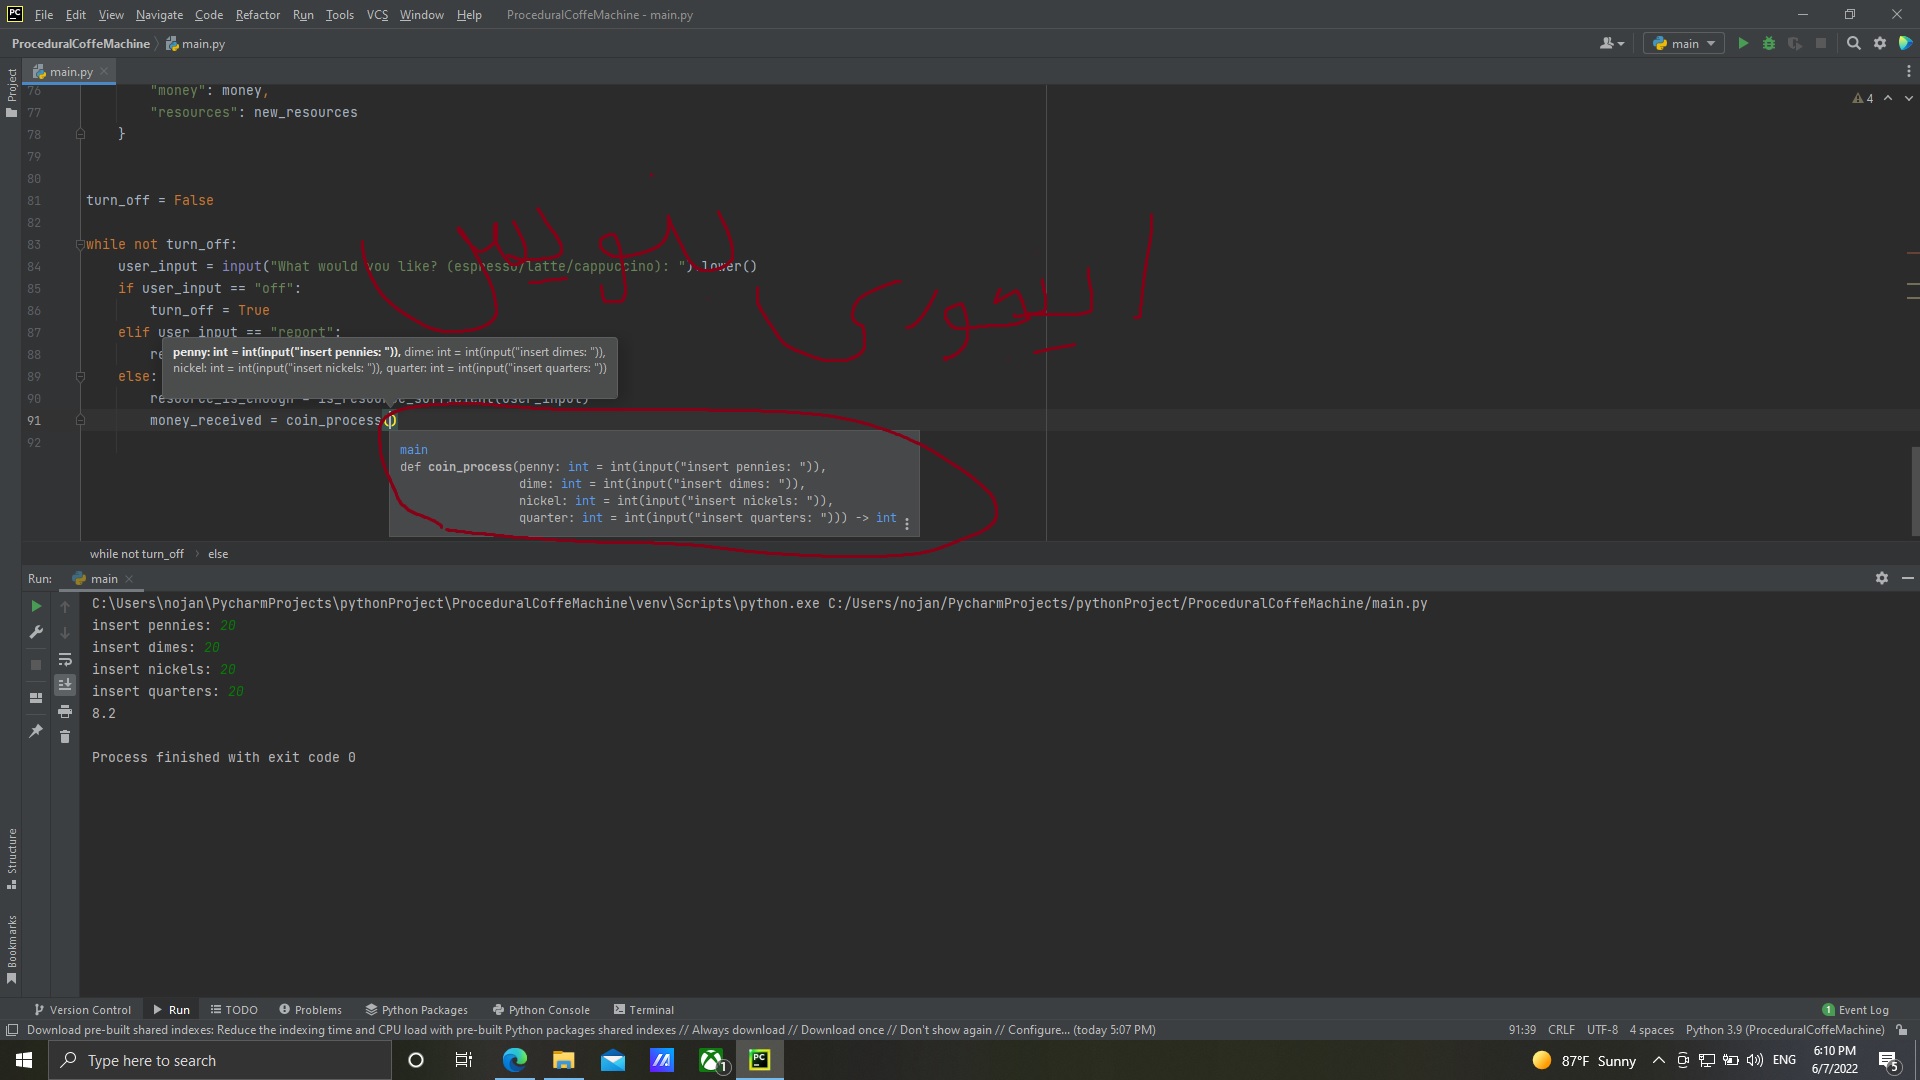 File Edit View Navigate Code Refactor Run Tools VCS Window Help ProceduralCoffeMachine - main.py
ProceduralCoffeMachine main.py main
main.py
Project
4
76 "money": money,
77 "resources": new_resources
78 }
79
80
81 turn_off = False
82
83 while not turn_off:
84 user_input = input("What would you like? (espresso/latte/cappuccino): ").lower()
85 if user_input == "off":
86 turn_off = True
87 elif user_input == "report":
88 re
penny: int = int(input("insert pennies: ")), dime: int = int(input("insert dimes: ")),
nickel: int = int(input("insert nickels: ")), quarter: int = int(input("insert quarters: "))
89 else:
90 resource_is_enough = is_resource_sufficient(user_input)
91 money_received = coin_process()
92
main
def coin_process(penny: int = int(input("insert pennies: ")),
dime: int = int(input("insert dimes: ")),
nickel: int = int(input("insert nickels: ")),
quarter: int = int(input("insert quarters: "))) -> int
while not turn_off else
Run: main
C:\Users\nojan\PycharmProjects\pythonProject\ProceduralCoffeMachine\venv\Scripts\python.exe C:/Users/nojan/PycharmProjects/pythonProject/ProceduralCoffeMachine/main.py
insert pennies: 20
insert dimes: 20
insert nickels: 20
insert quarters: 20
8.2
Process finished with exit code 0
Structure
Bookmarks
Version Control Run TODO Problems Python Packages Python Console Terminal 1 Event Log
Download pre-built shared indexes: Reduce the indexing time and CPU load with pre-built Python packages shared indexes // Always download // Download once // Don't show again // Configure... (today 5:07 PM) 91:39 CRLF UTF-8 4 spaces Python 3.9 (ProceduralCoffeMachine)
Type here to search 1 PC 87°F Sunny ENG 6:10 PM
6/7/2022 5